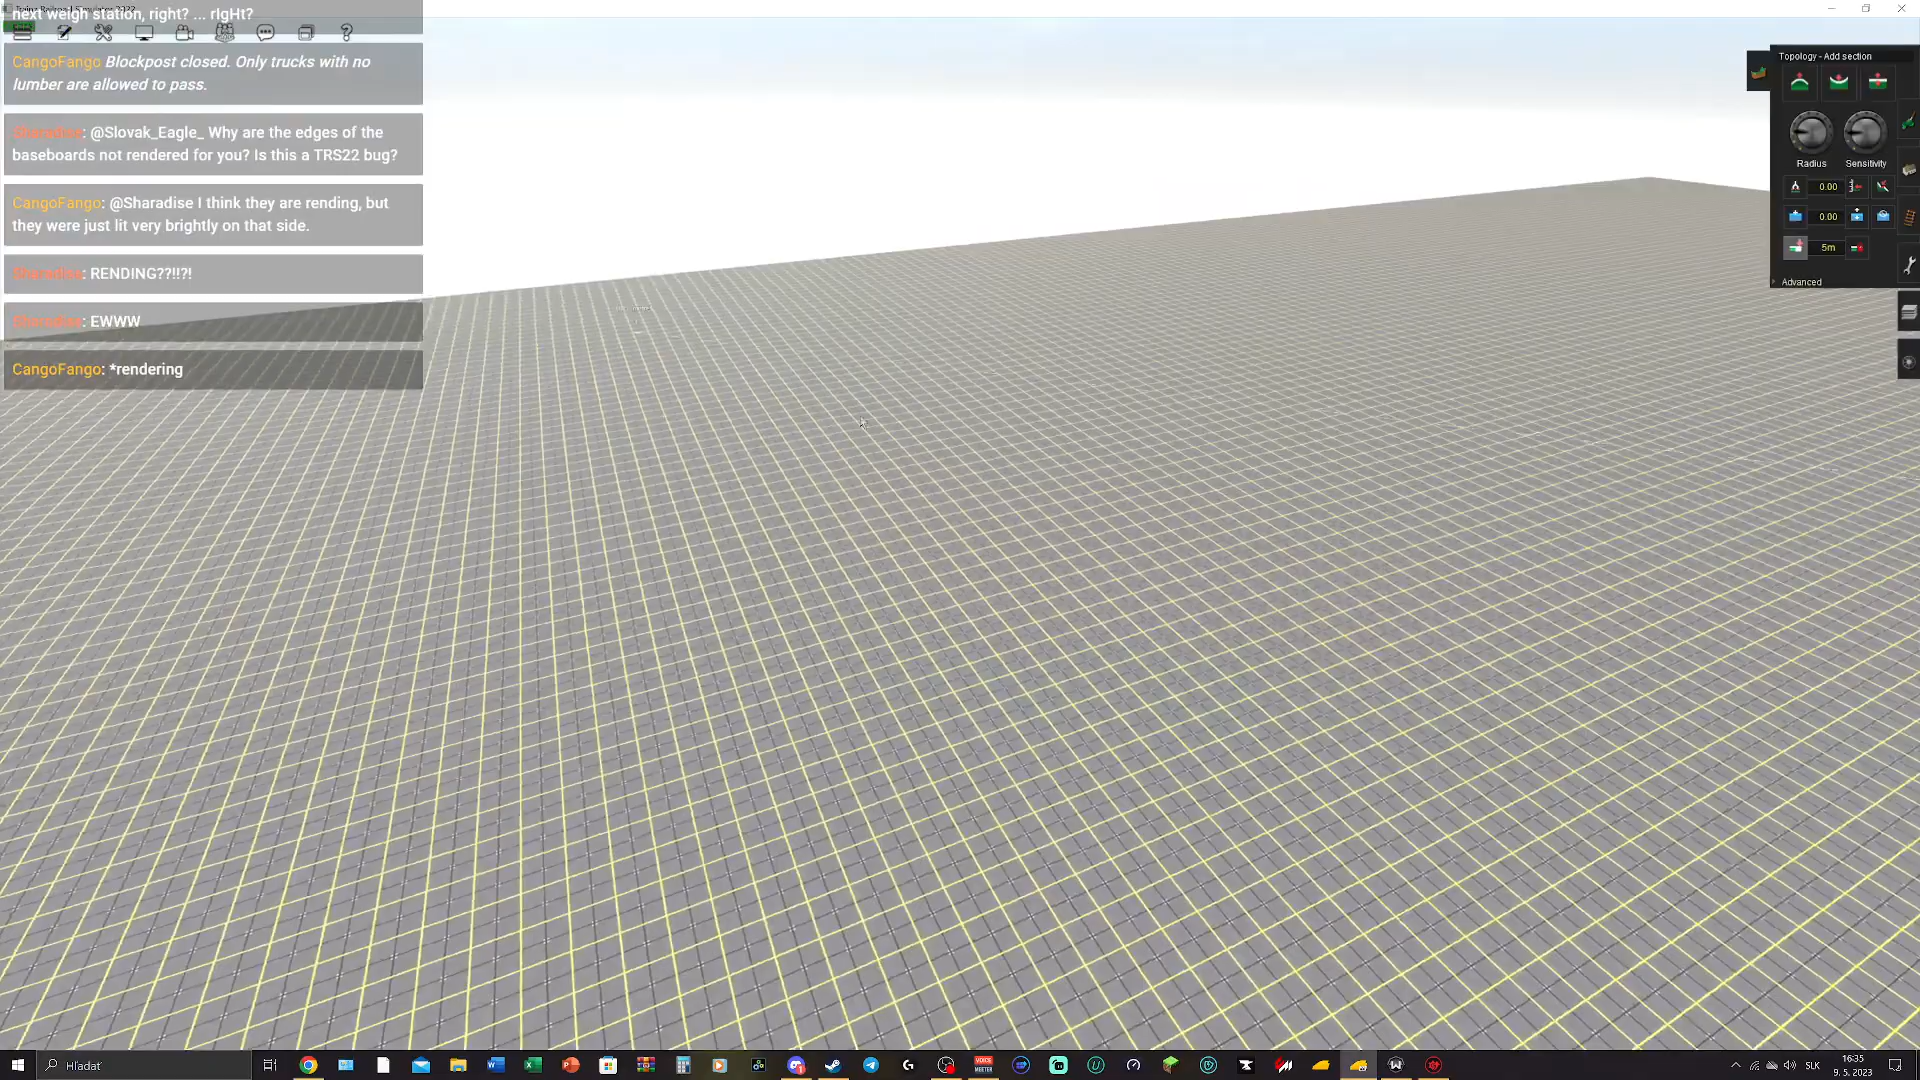 next weigh station, right? ... rIgHt?
CangoFango Blockpost closed. Only trucks with no
lumber are allowed to pass.
Sharadise: @Slovak_Eagle_ Why are the edges of the
baseboards not rendered for you? Is this a TRS22 bug?
CangoFango: @Sharadise I think they are rending, but
they were just lit very brightly on that side.
Sharadise: RENDING??!!?!
Sharadise: EWWW
CangoFango: *rendering
Topology - Add section
Radius
Sensitivity
0.00
0.00
5m
Advanced
Hľadať
VOICE
MEETER
SLK
16:35
9. 5. 2023